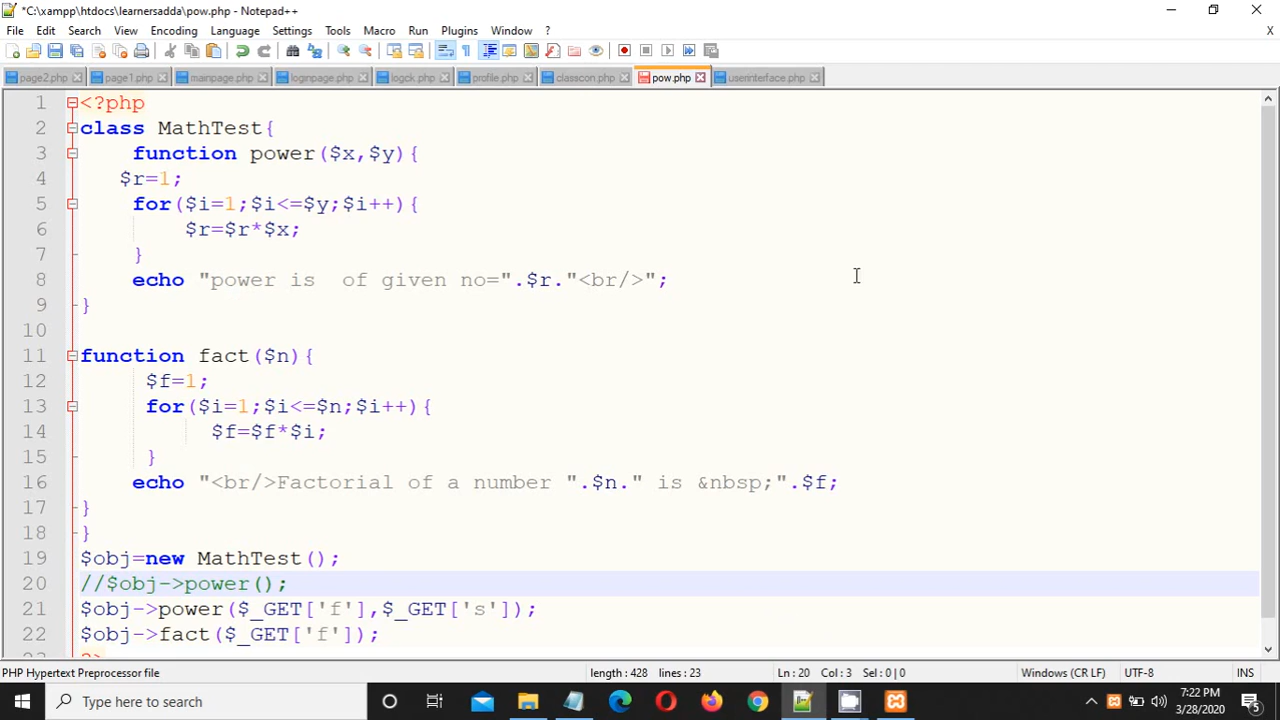 *C:\xampp\htdocs\learnersadda\pow.php - Notepad++
File Edit Search View Encoding Language Settings Tools Macro Run Plugins Window ? X
page2.php page1.php mainpage.php loginpage.php logck.php profile.php classcon.php pow.php userinterface.php
1 <?php
2 class MathTest{
3 function power($x,$y){
4 $r=1;
5 for($i=1;$i<=$y;$i++){
6 $r=$r*$x;
7 }
8 echo "power is  of given no=".$r."<br/>";
9 }
10
11 function fact($n){
12 $f=1;
13 for($i=1;$i<=$n;$i++){
14 $f=$f*$i;
15 }
16 echo "<br/>Factorial of a number ".$n." is &nbsp;".$f;
17 }
18 }
19 $obj=new MathTest();
20 //$obj->power();
21 $obj->power($_GET['f'],$_GET['s']);
22 $obj->fact($_GET['f']);
23 ?>
PHP Hypertext Preprocessor file length : 428 lines : 23 Ln : 20 Col : 3 Sel : 0 | 0 Windows (CR LF) UTF-8 INS
Type here to search 7:22 PM
3/28/2020 5